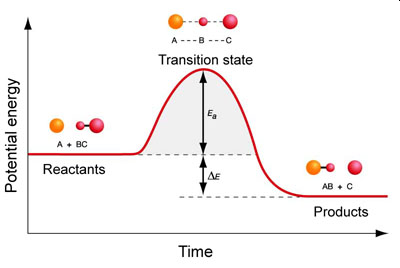 A ---- B ---- C
Transition state
Potential energy
Ea
A + BC
Reactants
ΔE
AB + C
Products
Time